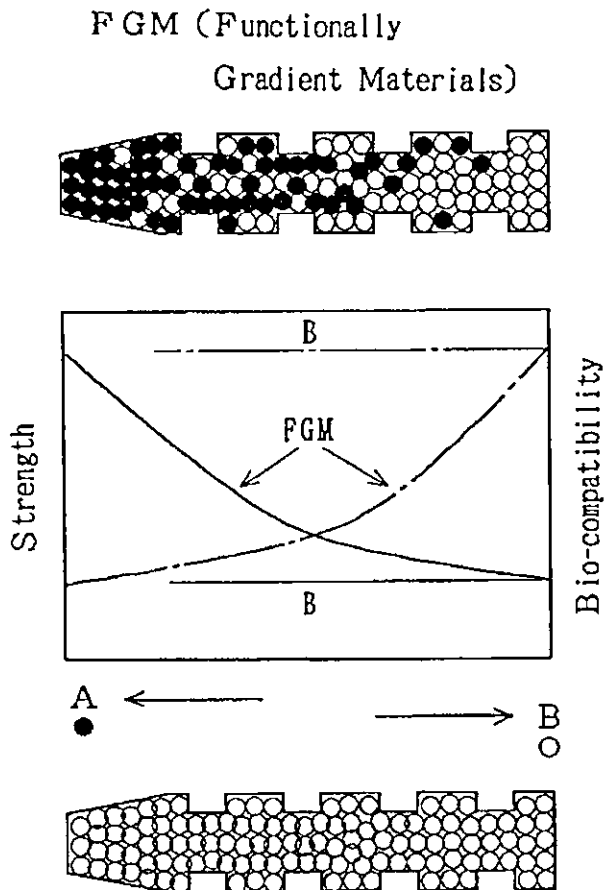 FGM (Functionally
Gradient Materials)
B
FGM
Strength
Bio-compatibility
B
A
B